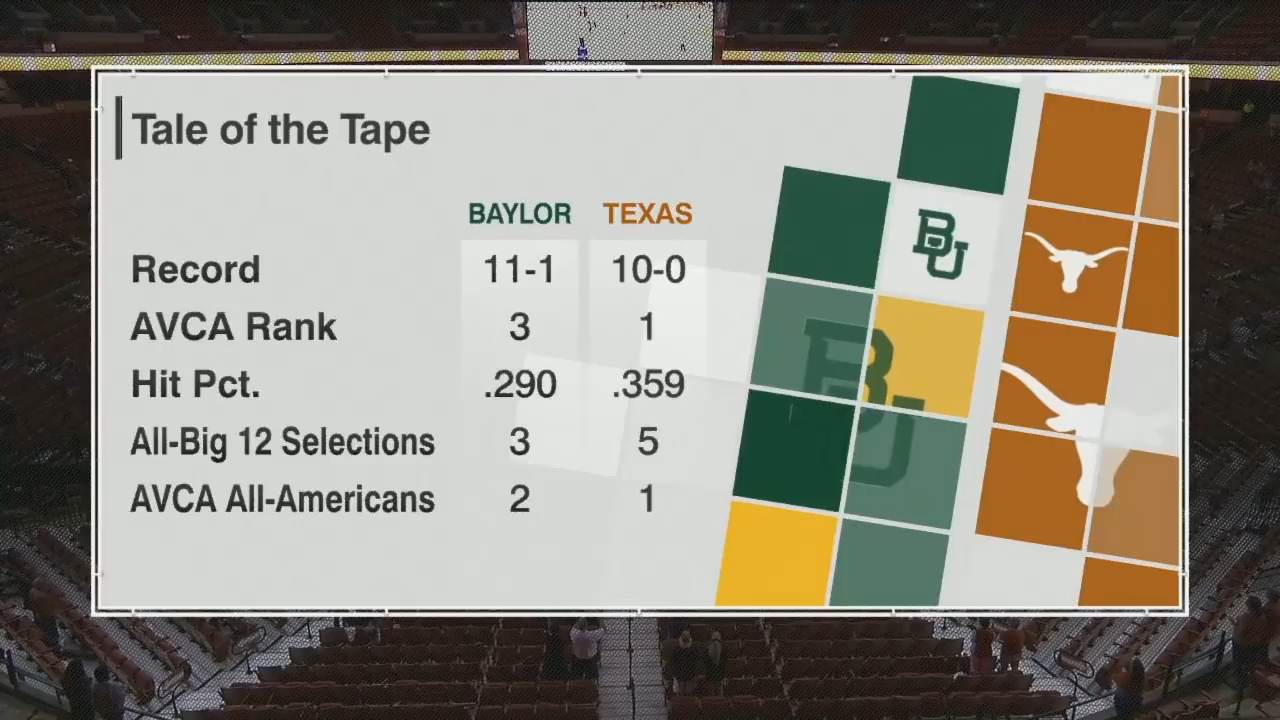 Tale of the Tape
BAYLOR TEXAS
Record 11-1 10-0
AVCA Rank 3 1
Hit Pct. .290 .359
All-Big 12 Selections 3 5
AVCA All-Americans 2 1
BU
BU